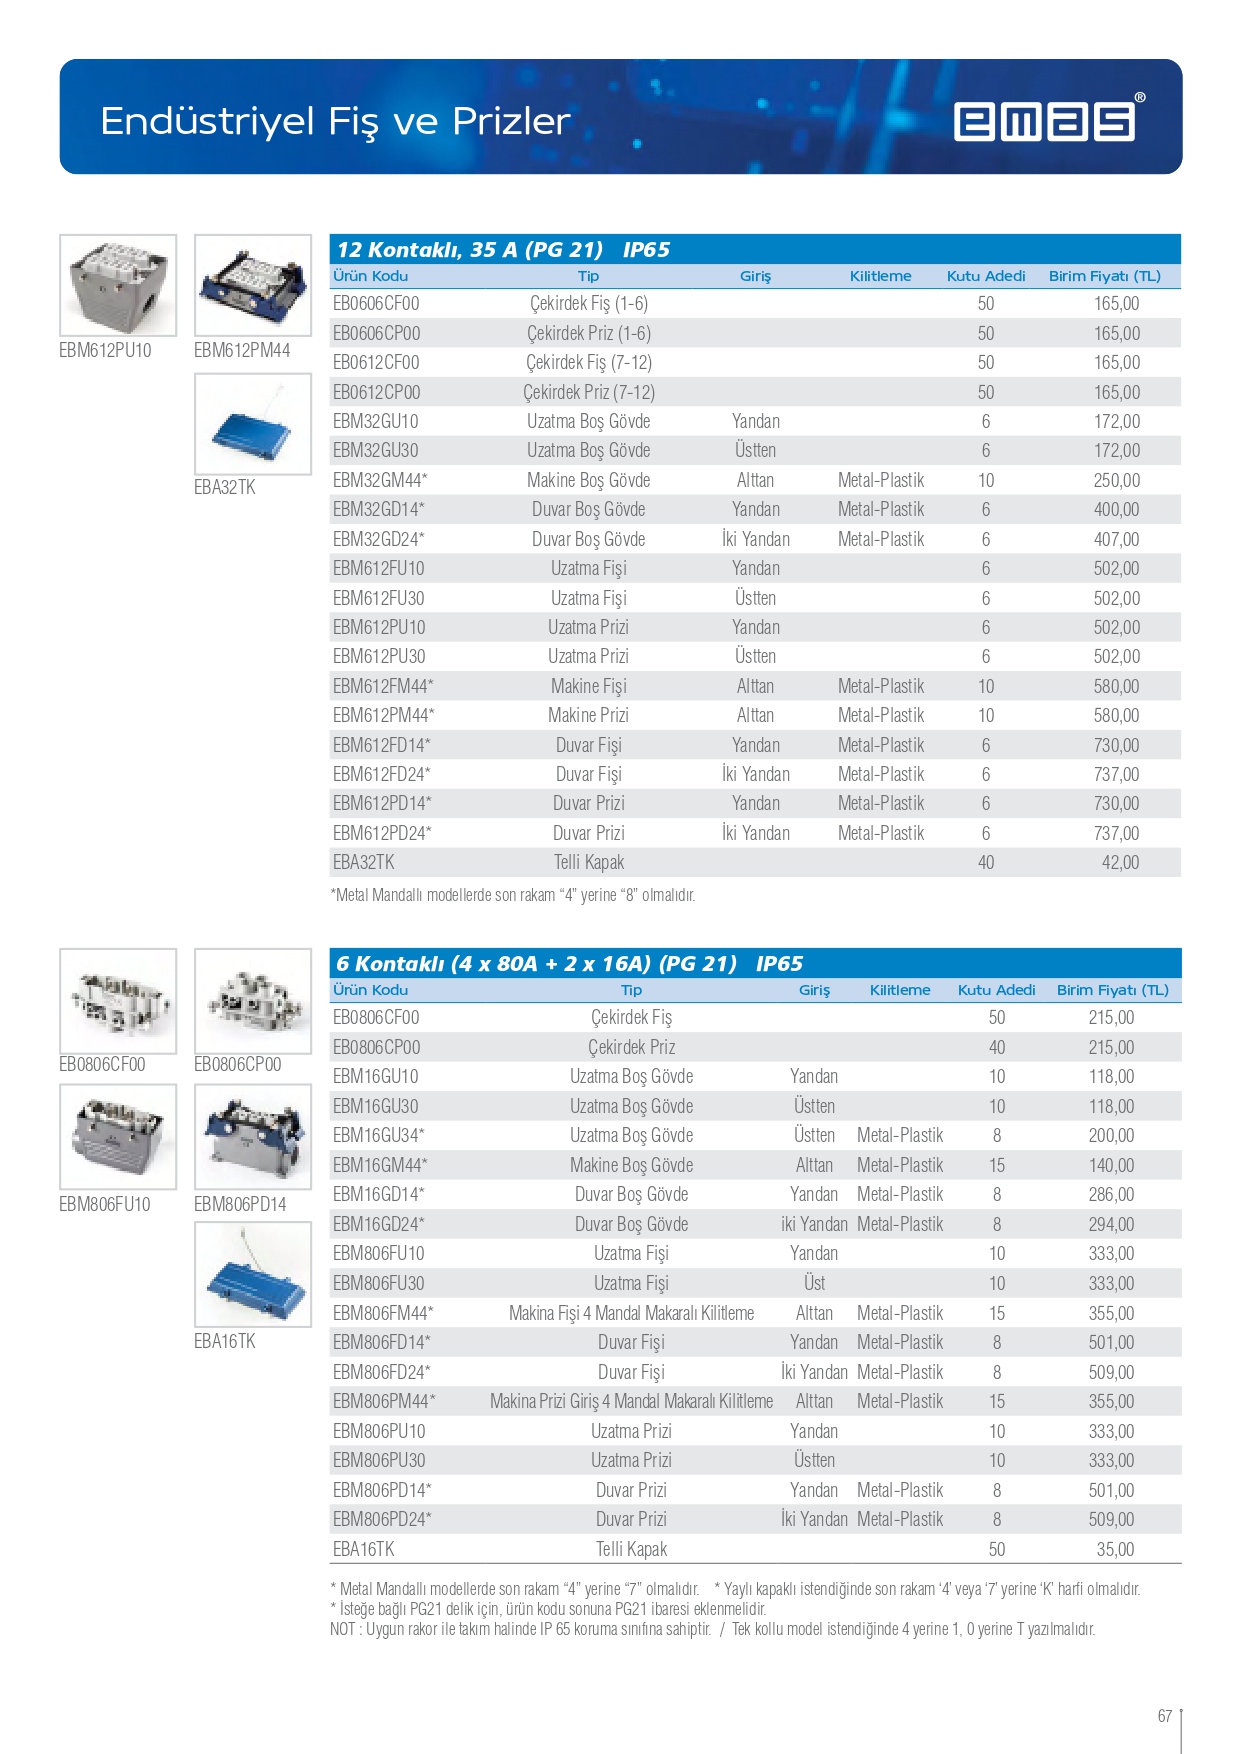 Endüstriyel Fiş ve Prizler
emas®
EBM612PU10 EBM612PM44
EBA32TK
12 Kontaklı, 35 A (PG 21) IP65
Ürün Kodu Tip Giriş Kilitleme Kutu Adedi Birim Fiyatı (TL)
EB0606CF00 Çekirdek Fiş (1-6) 50 165,00
EB0606CP00 Çekirdek Priz (1-6) 50 165,00
EB0612CF00 Çekirdek Fiş (7-12) 50 165,00
EB0612CP00 Çekirdek Priz (7-12) 50 165,00
EBM32GU10 Uzatma Boş Gövde Yandan 6 172,00
EBM32GU30 Uzatma Boş Gövde Üstten 6 172,00
EBM32GM44* Makine Boş Gövde Alttan Metal-Plastik 10 250,00
EBM32GD14* Duvar Boş Gövde Yandan Metal-Plastik 6 400,00
EBM32GD24* Duvar Boş Gövde İki Yandan Metal-Plastik 6 407,00
EBM612FU10 Uzatma Fişi Yandan 6 502,00
EBM612FU30 Uzatma Fişi Üstten 6 502,00
EBM612PU10 Uzatma Prizi Yandan 6 502,00
EBM612PU30 Uzatma Prizi Üstten 6 502,00
EBM612FM44* Makine Fişi Alttan Metal-Plastik 10 580,00
EBM612PM44* Makine Prizi Alttan Metal-Plastik 10 580,00
EBM612FD14* Duvar Fişi Yandan Metal-Plastik 6 730,00
EBM612FD24* Duvar Fişi İki Yandan Metal-Plastik 6 737,00
EBM612PD14* Duvar Prizi Yandan Metal-Plastik 6 730,00
EBM612PD24* Duvar Prizi İki Yandan Metal-Plastik 6 737,00
EBA32TK Telli Kapak 40 42,00
*Metal Mandallı modellerde son rakam “4” yerine “8” olmalıdır.
EB0806CF00 EB0806CP00
EBM806FU10 EBM806PD14
EBA16TK
6 Kontaklı (4 x 80A + 2 x 16A) (PG 21) IP65
Ürün Kodu Tip Giriş Kilitleme Kutu Adedi Birim Fiyatı (TL)
EB0806CF00 Çekirdek Fiş 50 215,00
EB0806CP00 Çekirdek Priz 40 215,00
EBM16GU10 Uzatma Boş Gövde Yandan 10 118,00
EBM16GU30 Uzatma Boş Gövde Üstten 10 118,00
EBM16GU34* Uzatma Boş Gövde Üstten Metal-Plastik 8 200,00
EBM16GM44* Makine Boş Gövde Alttan Metal-Plastik 15 140,00
EBM16GD14* Duvar Boş Gövde Yandan Metal-Plastik 8 286,00
EBM16GD24* Duvar Boş Gövde iki Yandan Metal-Plastik 8 294,00
EBM806FU10 Uzatma Fişi Yandan 10 333,00
EBM806FU30 Uzatma Fişi Üst 10 333,00
EBM806FM44* Makina Fişi 4 Mandal Makaralı Kilitleme Alttan Metal-Plastik 15 355,00
EBM806FD14* Duvar Fişi Yandan Metal-Plastik 8 501,00
EBM806FD24* Duvar Fişi İki Yandan Metal-Plastik 8 509,00
EBM806PM44* Makina Prizi Giriş 4 Mandal Makaralı Kilitleme Alttan Metal-Plastik 15 355,00
EBM806PU10 Uzatma Prizi Yandan 10 333,00
EBM806PU30 Uzatma Prizi Üstten 10 333,00
EBM806PD14* Duvar Prizi Yandan Metal-Plastik 8 501,00
EBM806PD24* Duvar Prizi İki Yandan Metal-Plastik 8 509,00
EBA16TK Telli Kapak 50 35,00
* Metal Mandallı modellerde son rakam “4” yerine “7” olmalıdır. * Yaylı kapaklı istendiğinde son rakam ‘4’ veya ‘7’ yerine ‘K’ harfi olmalıdır.
* İsteğe bağlı PG21 delik için, ürün kodu sonuna PG21 ibaresi eklenmelidir.
NOT : Uygun rakor ile takım halinde IP 65 koruma sınıfına sahiptir. / Tek kollu model istendiğinde 4 yerine 1, 0 yerine T yazılmalıdır.
67